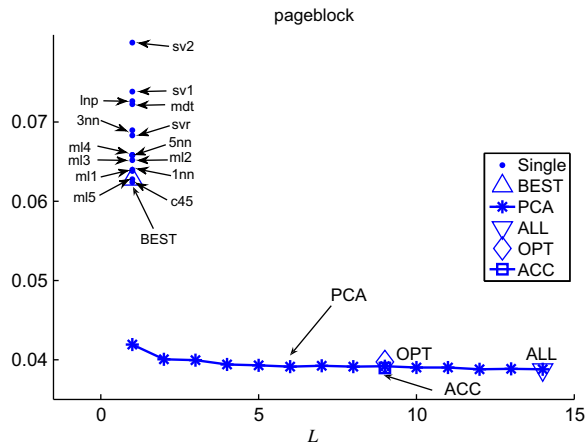 pageblock
sv2
sv1
lnp
mdt
3nn
svr
ml4
5nn
ml3
ml2
ml1
1nn
ml5
c45
BEST
0.07
0.06
0.05
0.04
Single
BEST
PCA
ALL
OPT
ACC
PCA
OPT
ALL
ACC
0
5
10
15
L